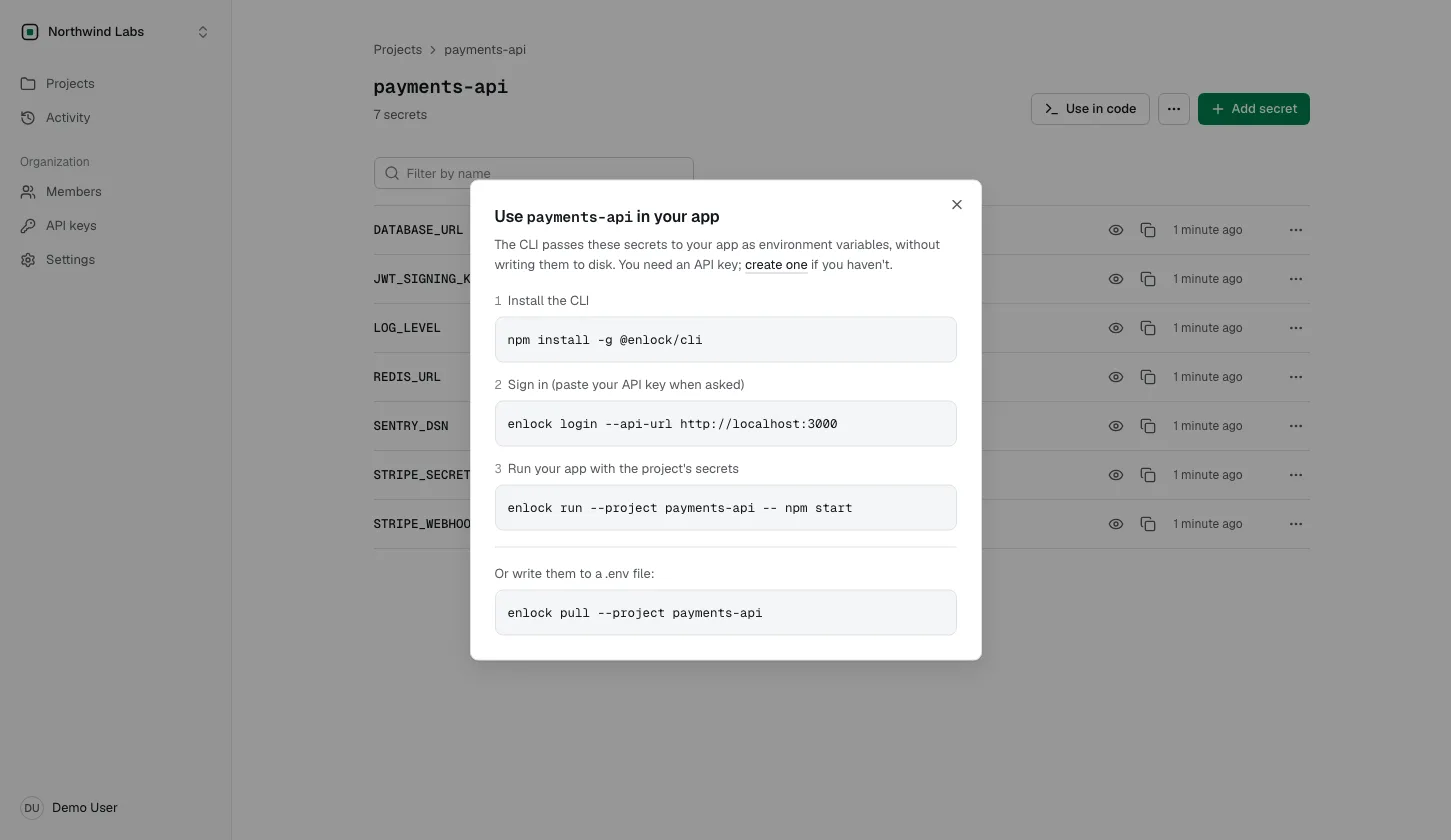 Northwind Labs
Projects
Activity
Organization
Members
API keys
Settings
DU Demo User
Projects > payments-api
payments-api
7 secrets
Use in code
Add secret
Filter by name
DATABASE_URL 1 minute ago
JWT_SIGNING_K 1 minute ago
LOG_LEVEL 1 minute ago
REDIS_URL 1 minute ago
SENTRY_DSN 1 minute ago
STRIPE_SECRET 1 minute ago
STRIPE_WEBHOO 1 minute ago
Use payments-api in your app
The CLI passes these secrets to your app as environment variables, without
writing them to disk. You need an API key; create one if you haven't.
1 Install the CLI
npm install -g @enlock/cli
2 Sign in (paste your API key when asked)
enlock login --api-url http://localhost:3000
3 Run your app with the project's secrets
enlock run --project payments-api -- npm start
Or write them to a .env file:
enlock pull --project payments-api